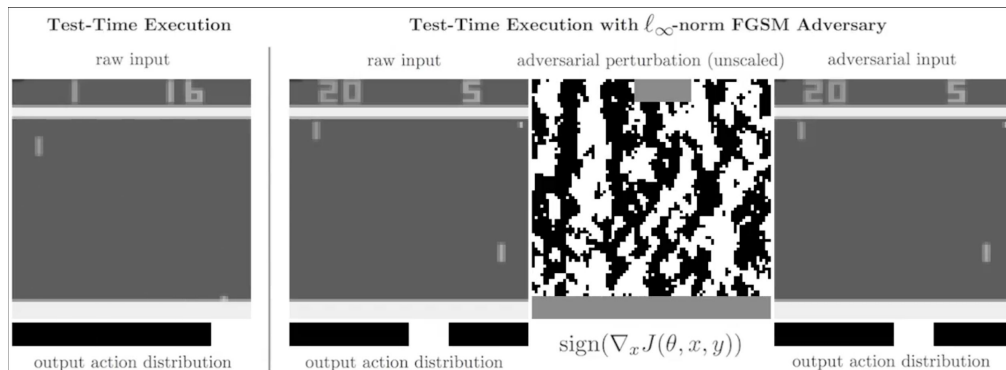 Test-Time Execution
raw input
1 16
output action distribution
Test-Time Execution with ℓ∞-norm FGSM Adversary
raw input
20 5
output action distribution
adversarial perturbation (unscaled)
sign(∇ₓJ(θ, x, y))
adversarial input
20 5
output action distribution